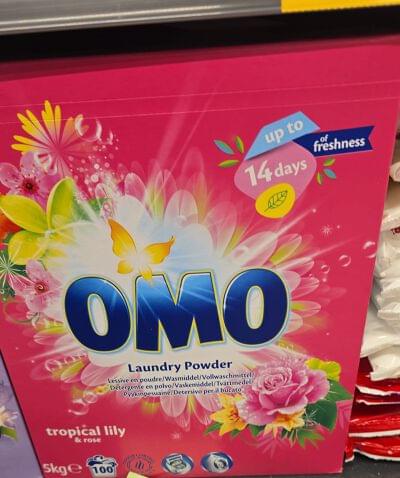 up to
of freshness
14 days
OMO
Laundry Powder
Lessive en poudre/Wasmiddel/Vollwaschmittel/
Detergente en polvo/Vaskemiddel/Tvättmedel/
Pyykinpesuaine/Detersivo per il bucato
tropical lily
& rose
5kg e
100